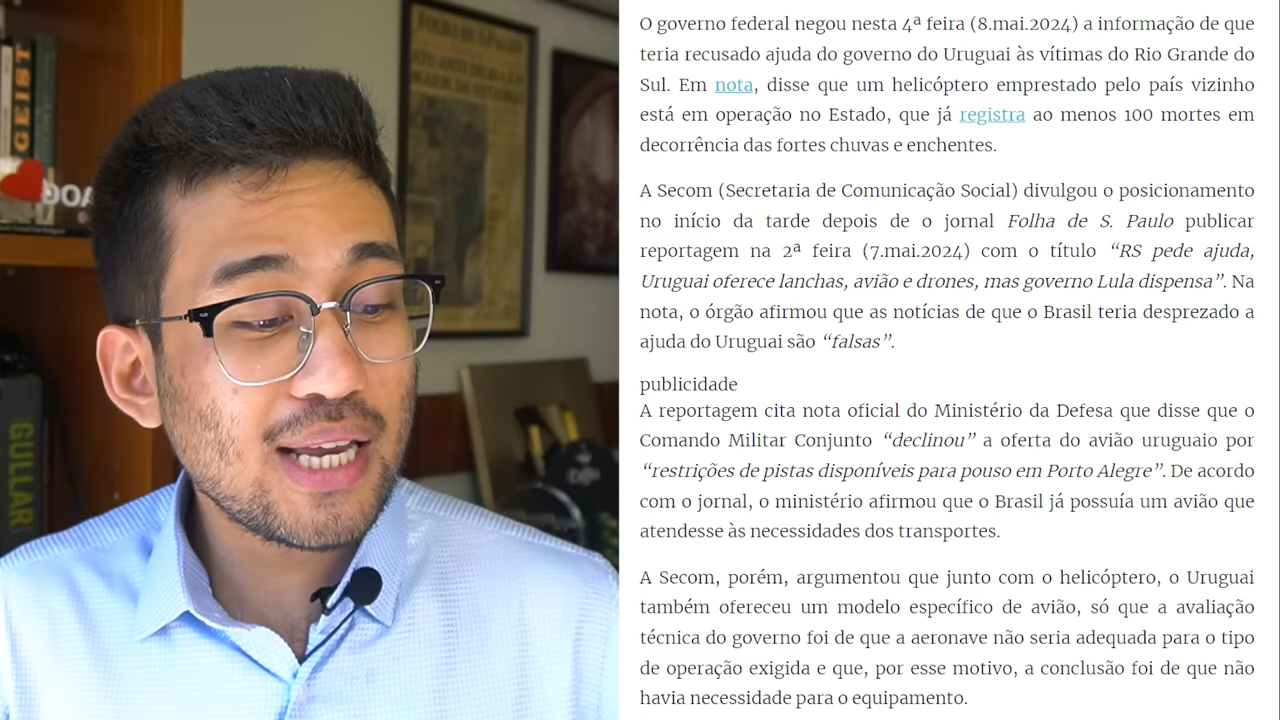 GEIST
GULLAR
FOLHA DE S.PAULO
O governo federal negou nesta 4ª feira (8.mai.2024) a informação de que
teria recusado ajuda do governo do Uruguai às vítimas do Rio Grande do
Sul. Em nota, disse que um helicóptero emprestado pelo país vizinho
está em operação no Estado, que já registra ao menos 100 mortes em
decorrência das fortes chuvas e enchentes.
A Secom (Secretaria de Comunicação Social) divulgou o posicionamento
no início da tarde depois de o jornal Folha de S. Paulo publicar
reportagem na 2ª feira (7.mai.2024) com o título “RS pede ajuda,
Uruguai oferece lanchas, avião e drones, mas governo Lula dispensa”. Na
nota, o órgão afirmou que as notícias de que o Brasil teria desprezado a
ajuda do Uruguai são “falsas”.
publicidade
A reportagem cita nota oficial do Ministério da Defesa que disse que o
Comando Militar Conjunto “declinou” a oferta do avião uruguaio por
“restrições de pistas disponíveis para pouso em Porto Alegre”. De acordo
com o jornal, o ministério afirmou que o Brasil já possuía um avião que
atendesse às necessidades dos transportes.
A Secom, porém, argumentou que junto com o helicóptero, o Uruguai
também ofereceu um modelo específico de avião, só que a avaliação
técnica do governo foi de que a aeronave não seria adequada para o tipo
de operação exigida e que, por esse motivo, a conclusão foi de que não
havia necessidade para o equipamento.